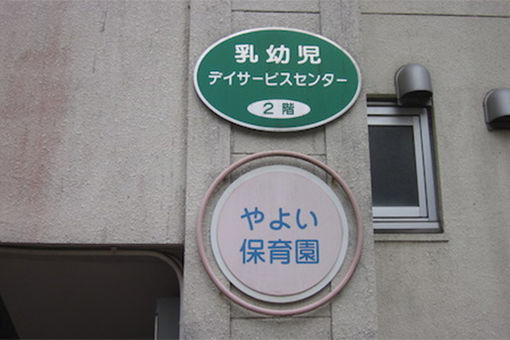 乳幼児
デイサービスセンター
2階
やよい
保育園